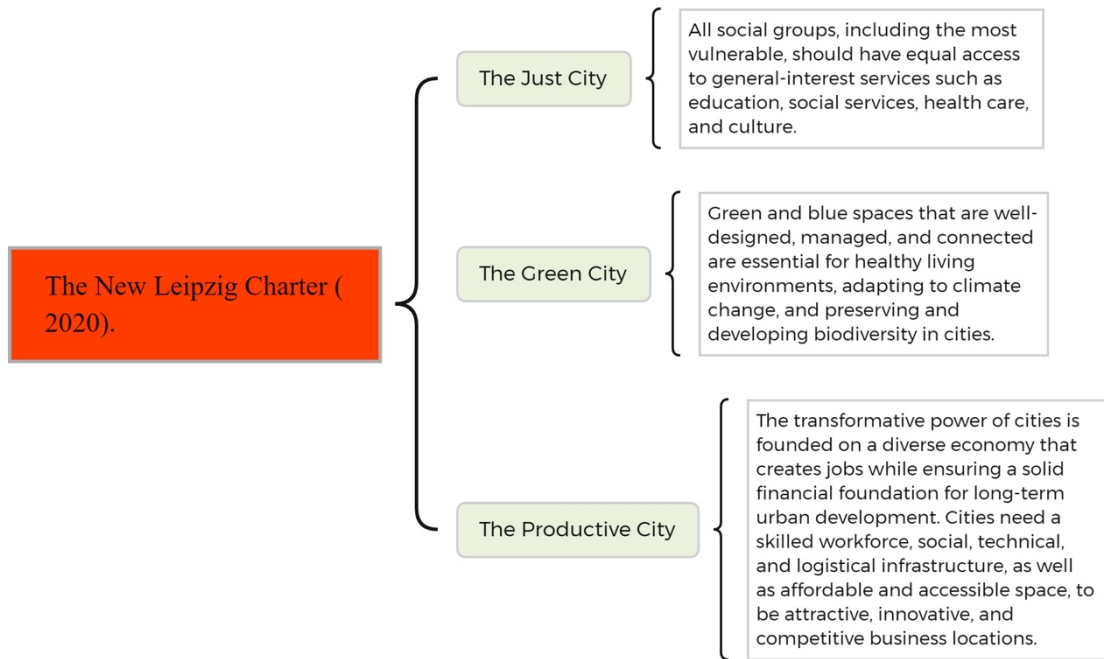 The New Leipzig Charter (
2020).
The Just City
All social groups, including the most
vulnerable, should have equal access
to general-interest services such as
education, social services, health care,
and culture.
The Green City
Green and blue spaces that are well-
designed, managed, and connected
are essential for healthy living
environments, adapting to climate
change, and preserving and
developing biodiversity in cities.
The Productive City
The transformative power of cities is
founded on a diverse economy that
creates jobs while ensuring a solid
financial foundation for long-term
urban development. Cities need a
skilled workforce, social, technical,
and logistical infrastructure, as well
as affordable and accessible space, to
be attractive, innovative, and
competitive business locations.